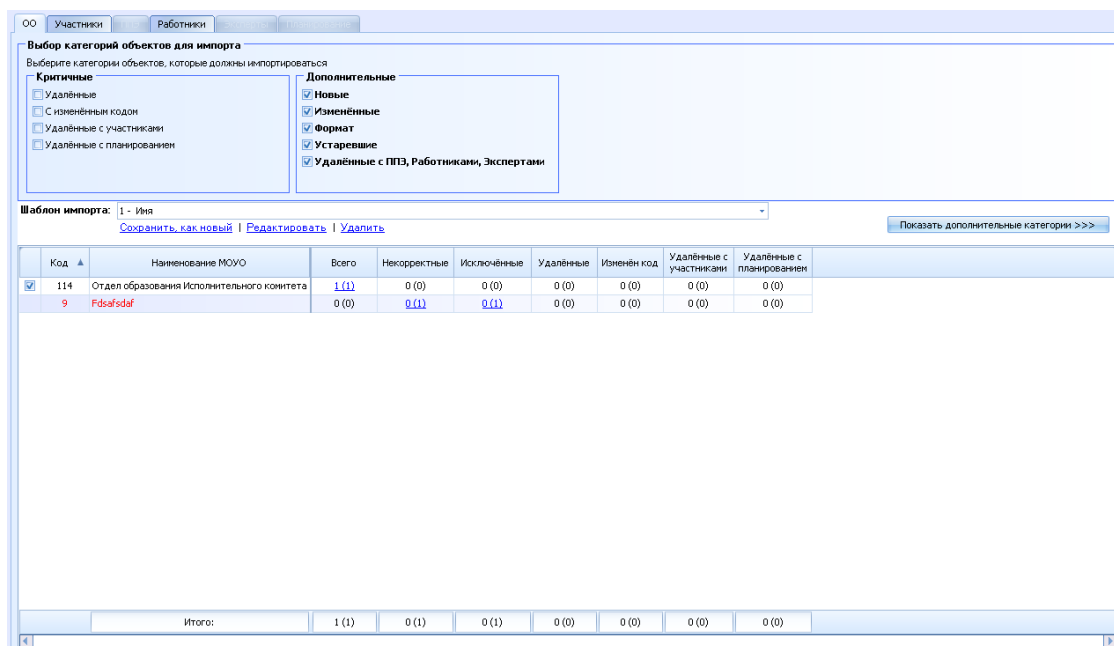 ОО Участники Работники
Выбор категорий объектов для импорта
Выберите категории объектов, которые должны импортироваться
Критичные Дополнительные
Удалённые Новые
С изменённым кодом Изменённые
Удалённые с участниками Формат
Удалённые с планированием Устаревшие
Удалённые с ППЭ, Работниками, Экспертами
Шаблон импорта: 1 - Имя
Сохранить, как новый | Редактировать | Удалить Показать дополнительные категории >>>
Код Наименование МОУО Всего Некорректные Исключённые Удалённые Изменён код Удалённые с участниками Удалённые с планированием
114 Отдел образования Исполнительного комитета 1 (1) 0 (0) 0 (0) 0 (0) 0 (0) 0 (0) 0 (0)
9 Fdsafsdaf 0 (0) 0 (1) 0 (1) 0 (0) 0 (0) 0 (0) 0 (0)
Итого: 1 (1) 0 (1) 0 (1) 0 (0) 0 (0) 0 (0) 0 (0)